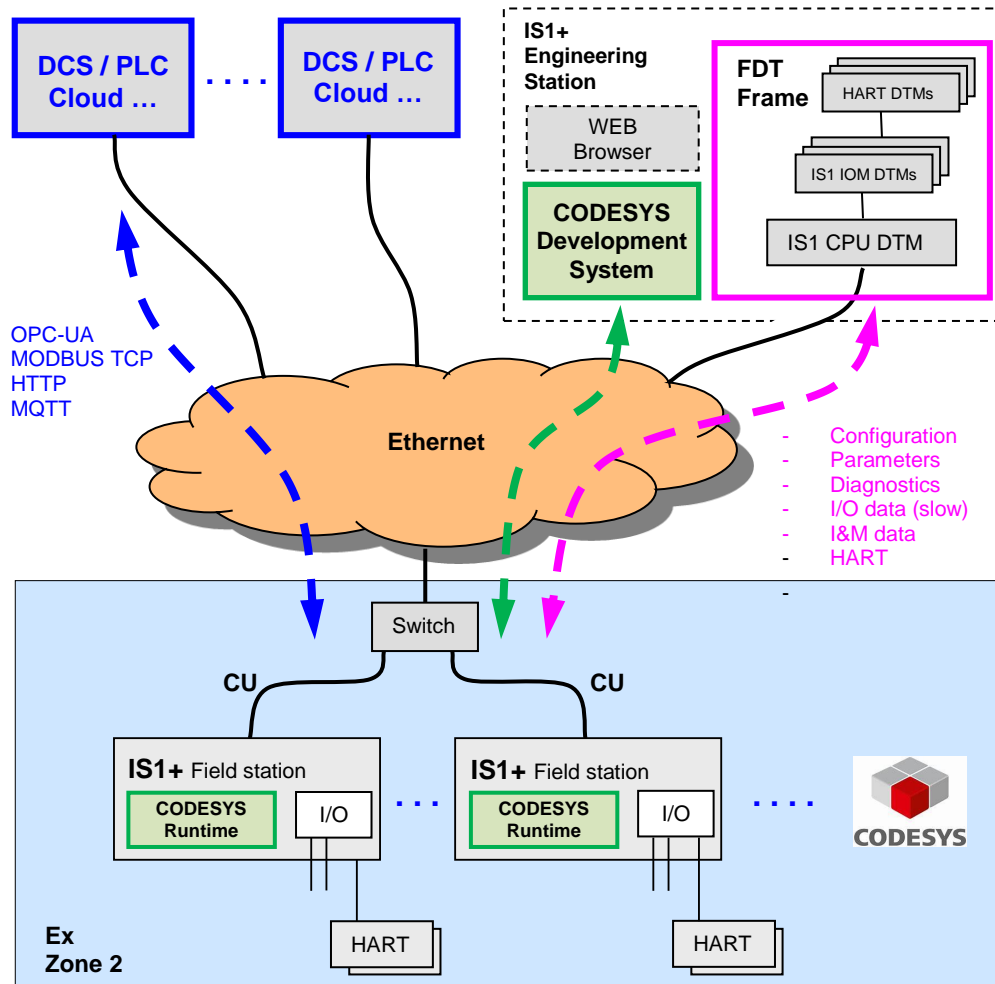 DCS / PLC
Cloud ...
. . . .
DCS / PLC
Cloud ...
IS1+
Engineering
Station
WEB
Browser
CODESYS
Development
System
FDT
Frame
HART DTMs
IS1 IOM DTMs
IS1 CPU DTM
OPC-UA
MODBUS TCP
HTTP
MQTT
Ethernet
- Configuration
- Parameters
- Diagnostics
- I/O data (slow)
- I&M data
- HART
-
Switch
CU
CU
IS1+ Field station
CODESYS
Runtime
I/O
. . . .
IS1+ Field station
CODESYS
Runtime
I/O
. . . .
CODESYS
HART
HART
Ex
Zone 2